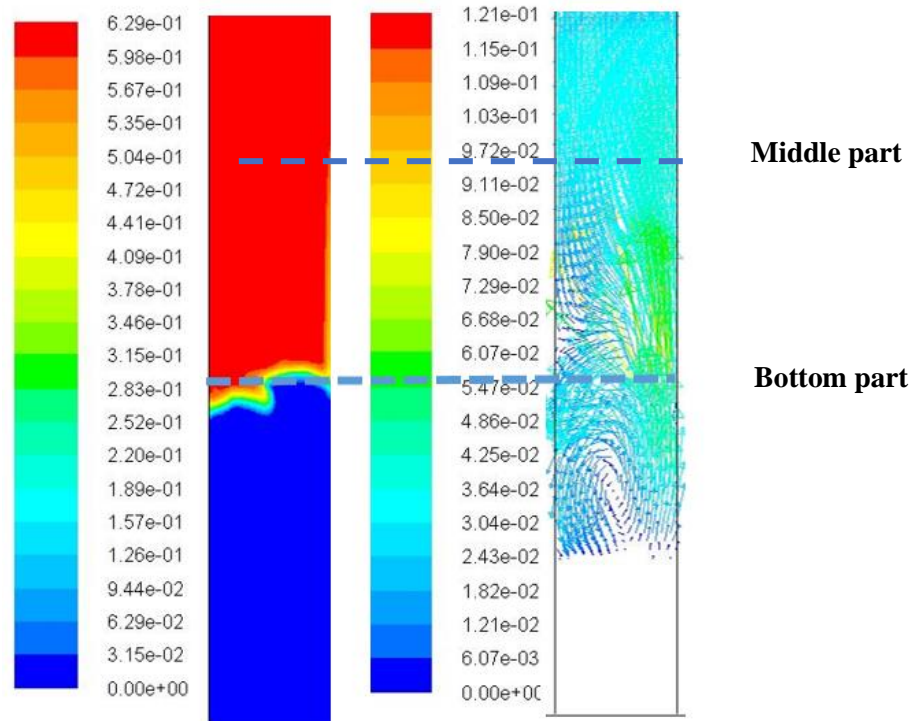 6.29e-01
5.98e-01
5.67e-01
5.35e-01
5.04e-01
4.72e-01
4.41e-01
4.09e-01
3.78e-01
3.46e-01
3.15e-01
2.83e-01
2.52e-01
2.20e-01
1.89e-01
1.57e-01
1.26e-01
9.44e-02
6.29e-02
3.15e-02
0.00e+00
1.21e-01
1.15e-01
1.09e-01
1.03e-01
9.72e-02
9.11e-02
8.50e-02
7.90e-02
7.29e-02
6.68e-02
6.07e-02
5.47e-02
4.86e-02
4.25e-02
3.64e-02
3.04e-02
2.43e-02
1.82e-02
1.21e-02
6.07e-03
0.00e+00
Middle part
Bottom part